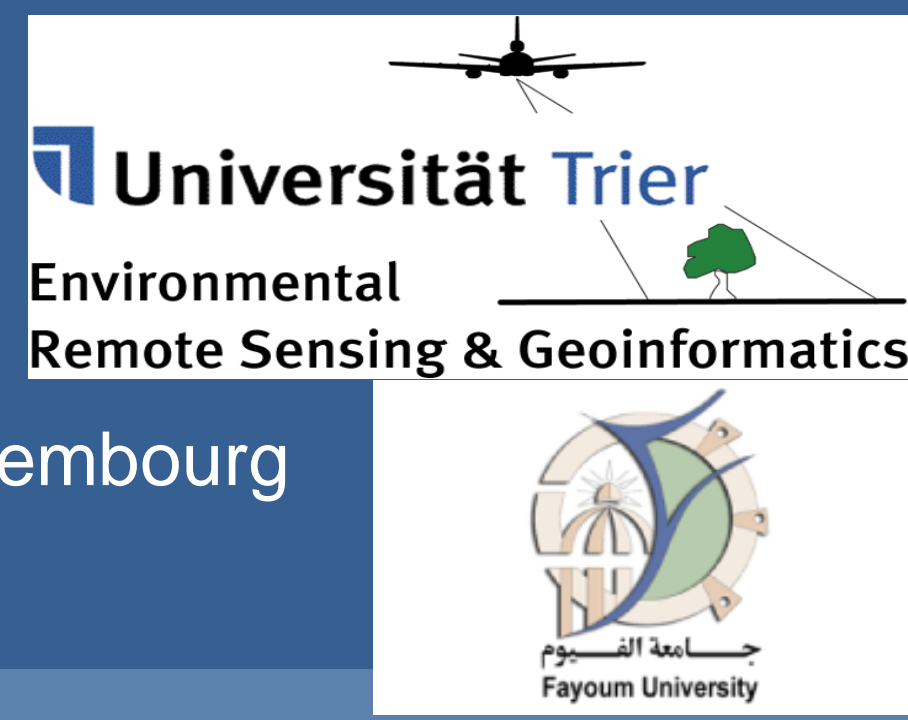 Universität Trier
Environmental
Remote Sensing & Geoinformatics
embourg
جامعة الفيوم
Fayoum University